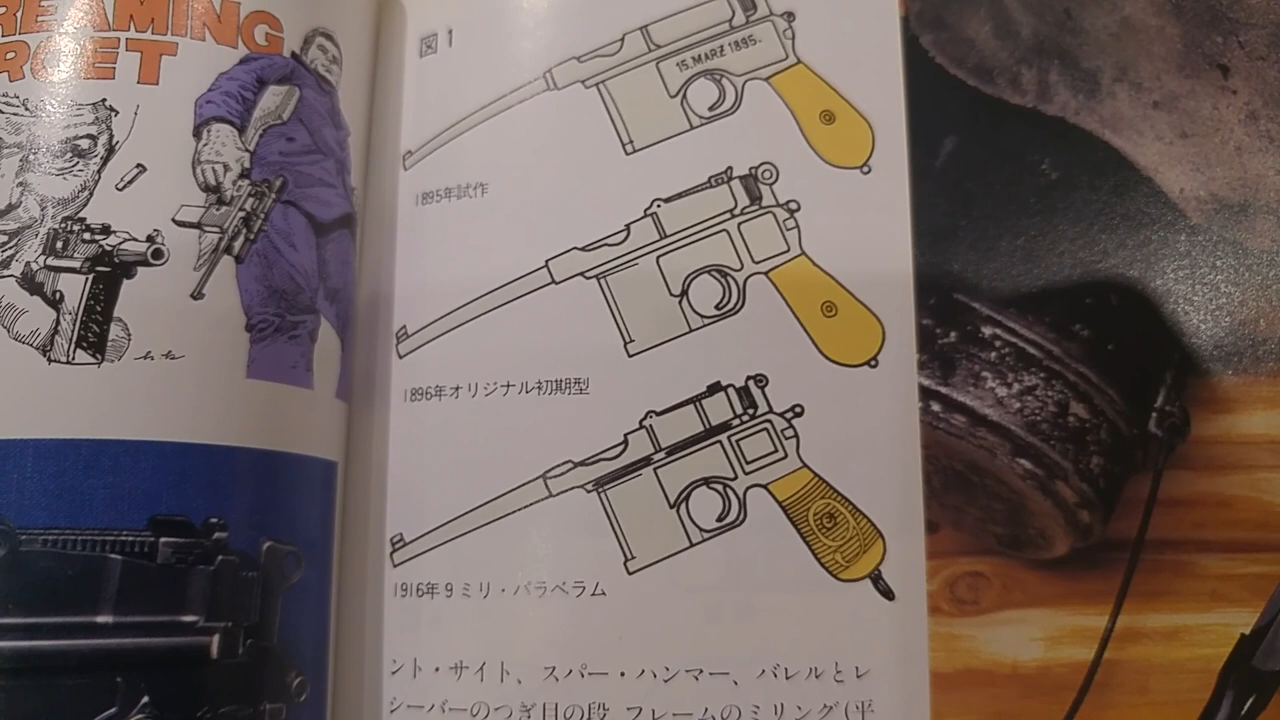 REAMING
RGET
図1
15.MARZ 1895.
1895年試作
1896年オリジナル初期型
1916年9ミリ・パラベラム
ント・サイト、スパー・ハンマー、バレルとレ
シーバーのつぎ目の段、フレームのミリング(平